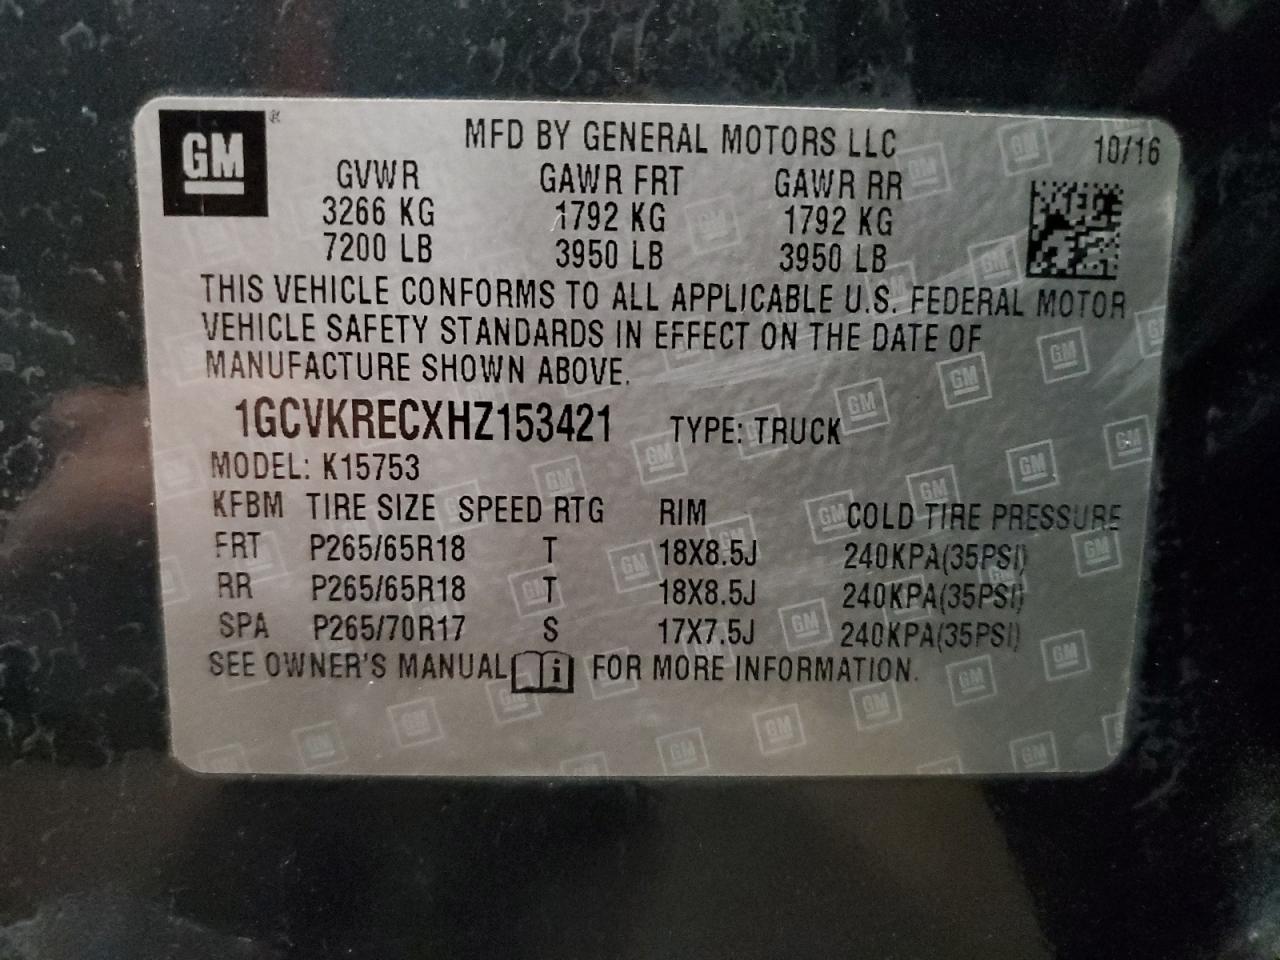 GM ®
MFD BY GENERAL MOTORS LLC 10/16
GVWR GAWR FRT GAWR RR
3266 KG 1792 KG 1792 KG
7200 LB 3950 LB 3950 LB
THIS VEHICLE CONFORMS TO ALL APPLICABLE U.S. FEDERAL MOTOR
VEHICLE SAFETY STANDARDS IN EFFECT ON THE DATE OF
MANUFACTURE SHOWN ABOVE.
1GCVKRECXHZ153421 TYPE: TRUCK
MODEL: K15753
KFBM TIRE SIZE SPEED RTG RIM COLD TIRE PRESSURE
FRT P265/65R18 T 18X8.5J 240KPA(35PSI)
RR P265/65R18 T 18X8.5J 240KPA(35PSI)
SPA P265/70R17 S 17X7.5J 240KPA(35PSI)
SEE OWNER'S MANUAL i FOR MORE INFORMATION.